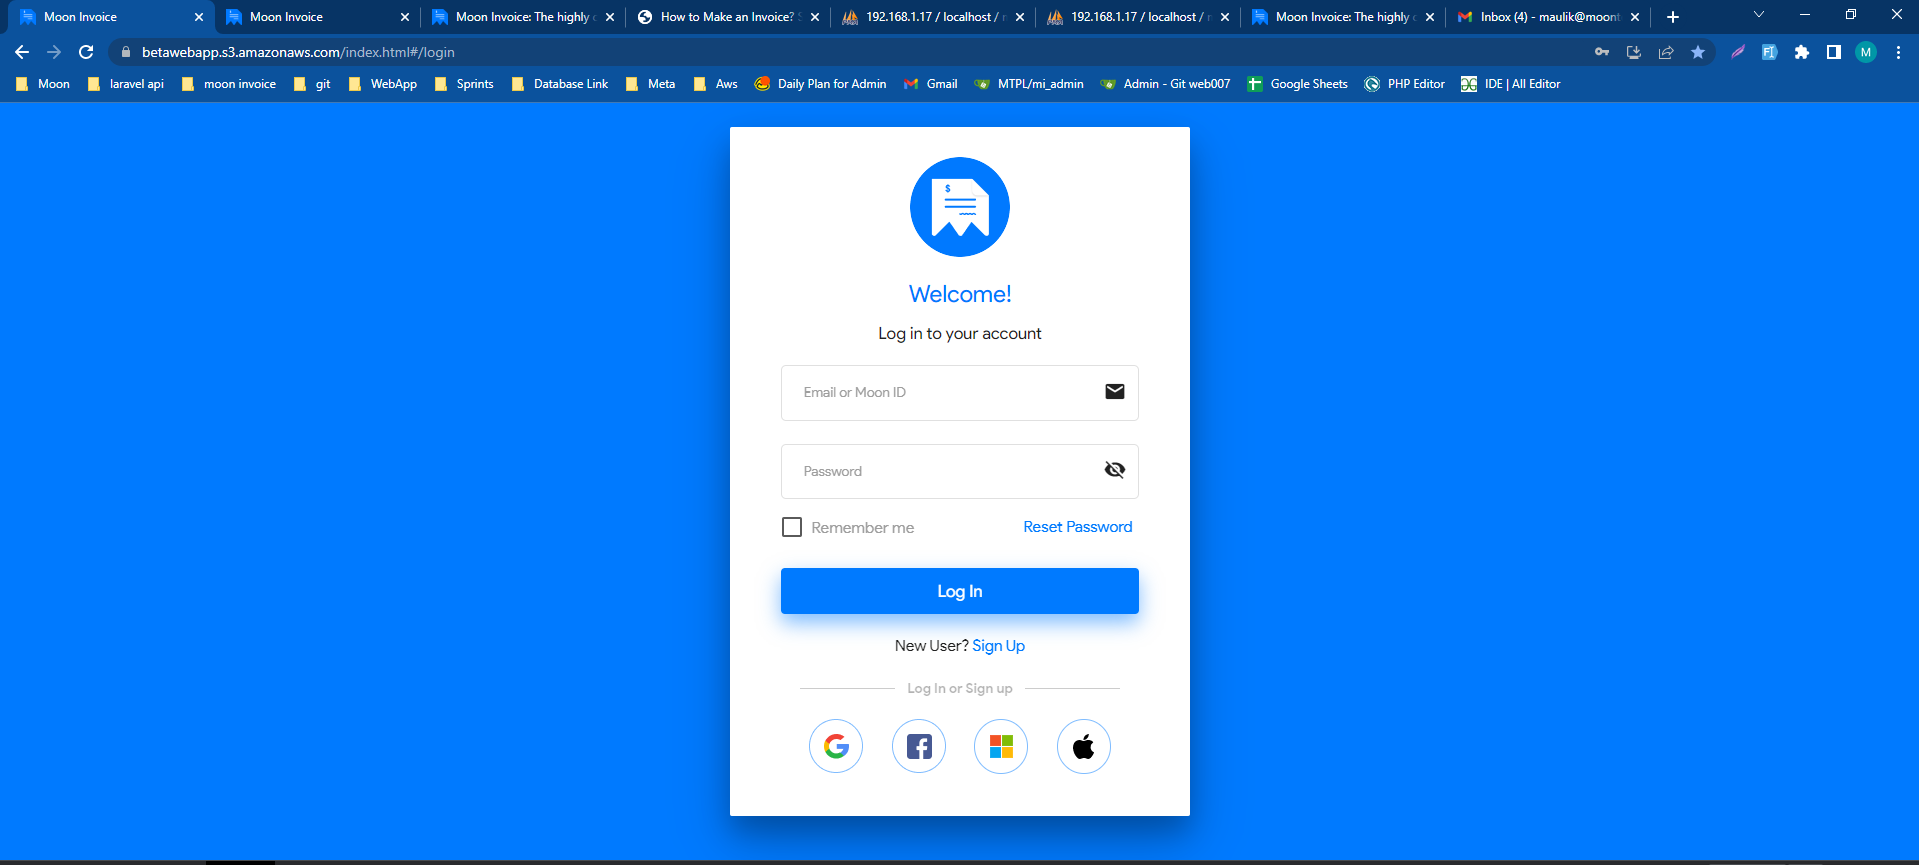 Moon Invoice
Moon Invoice
Moon Invoice: The highly
How to Make an Invoice?
192.168.1.17 / localhost /
192.168.1.17 / localhost /
Moon Invoice: The highly
Inbox (4) - maulik@moont
betawebapp.s3.amazonaws.com/index.html#/login
M
Moon
laravel api
moon invoice
git
WebApp
Sprints
Database Link
Meta
Aws
Daily Plan for Admin
Gmail
MTPL/mi_admin
Admin - Git web007
Google Sheets
PHP Editor
IDE | All Editor
$
Welcome!
Log in to your account
Email or Moon ID
Password
Remember me
Reset Password
Log In
New User? Sign Up
Log In or Sign up